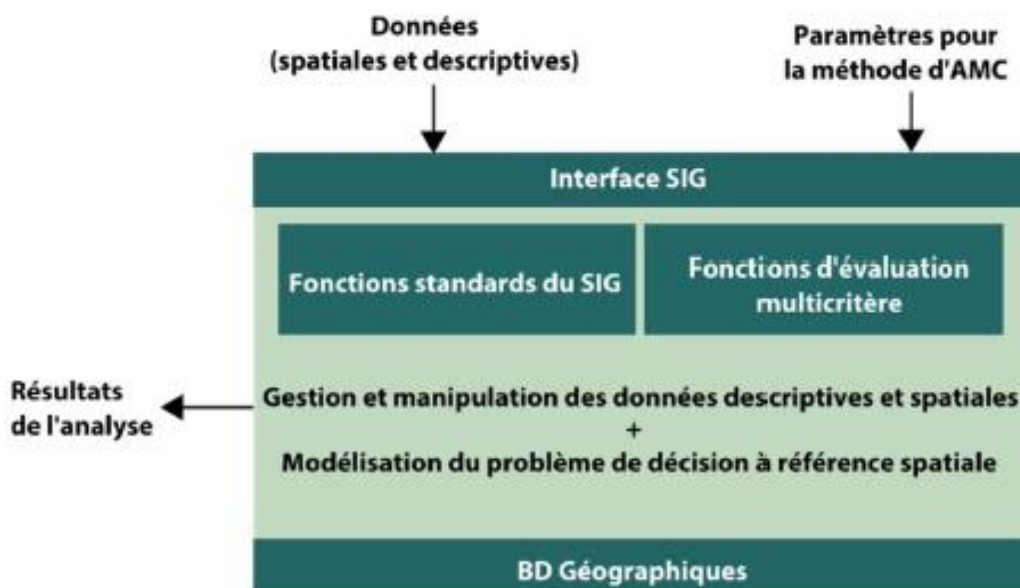 Données
(spatiales et descriptives)
Paramètres pour
la méthode d'AMC
Interface SIG
Fonctions standards du SIG
Fonctions d'évaluation
multicritère
Résultats
de l'analyse
Gestion et manipulation des données descriptives et spatiales
+
Modélisation du problème de décision à référence spatiale
BD Géographiques